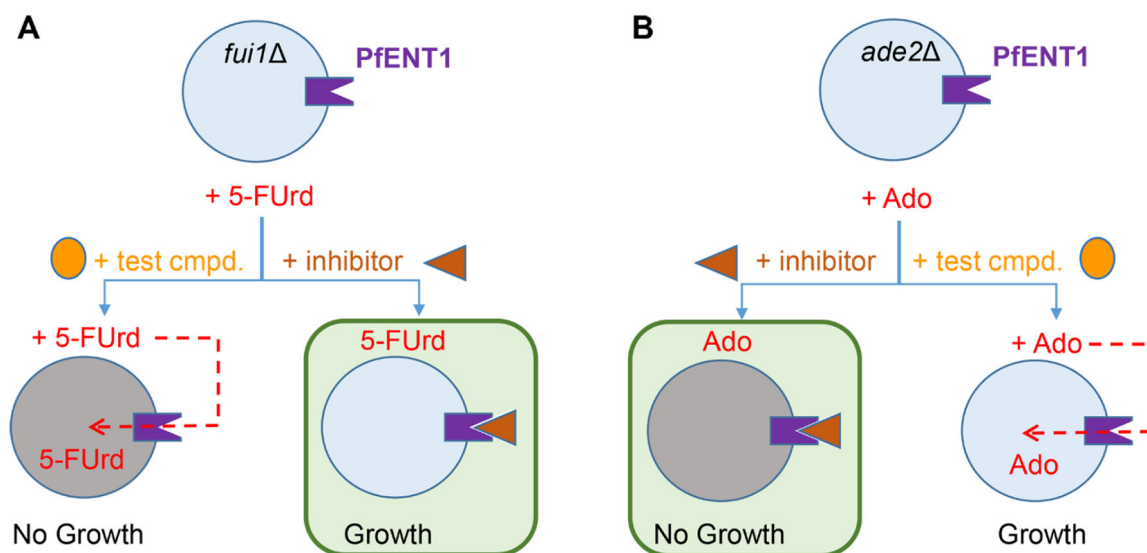 A
fui1Δ
PfENT1
+ 5-FUrd
+ test cmpd.
+ inhibitor
+ 5-FUrd
5-FUrd
No Growth
5-FUrd
Growth
B
ade2Δ
PfENT1
+ Ado
+ inhibitor
+ test cmpd.
Ado
No Growth
+ Ado
Ado
Growth